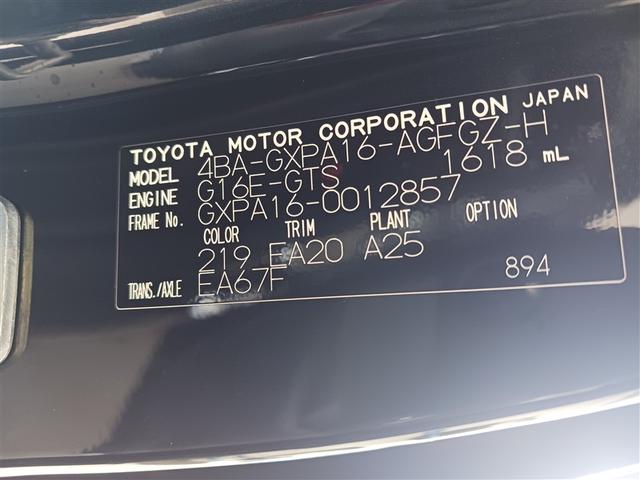 TOYOTA MOTOR CORPORATION JAPAN
MODEL 4BA-GXPA16-AGFGZ-H
ENGINE G16E-GTS 1618 mL
FRAME No. GXPA16-0012857
COLOR TRIM PLANT OPTION
219 EA20 A25
TRANS./AXLE EA67F 894